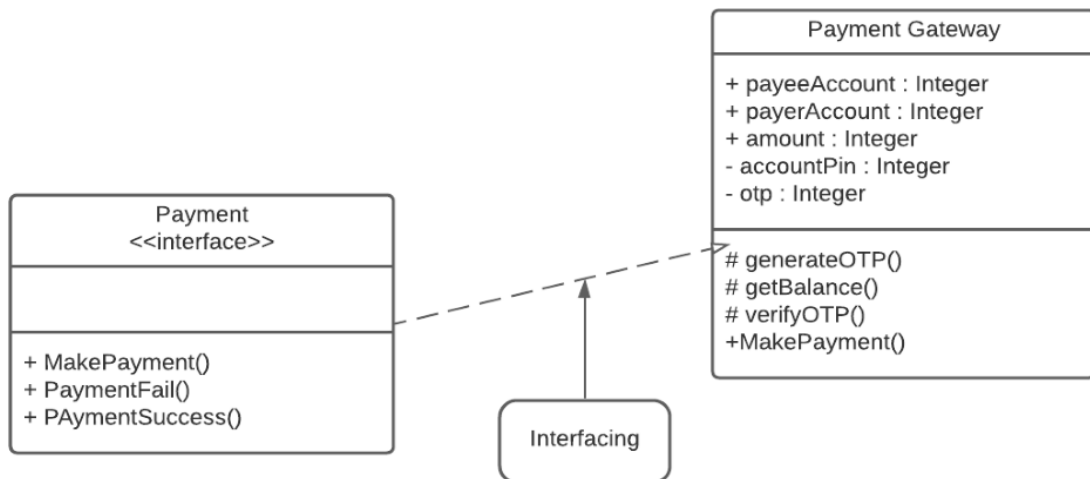 Payment Gateway
+ payeeAccount : Integer
+ payerAccount : Integer
+ amount : Integer
- accountPin : Integer
- otp : Integer
# generateOTP()
# getBalance()
# verifyOTP()
+MakePayment()
Payment
<<interface>>
+ MakePayment()
+ PaymentFail()
+ PAymentSuccess()
Interfacing